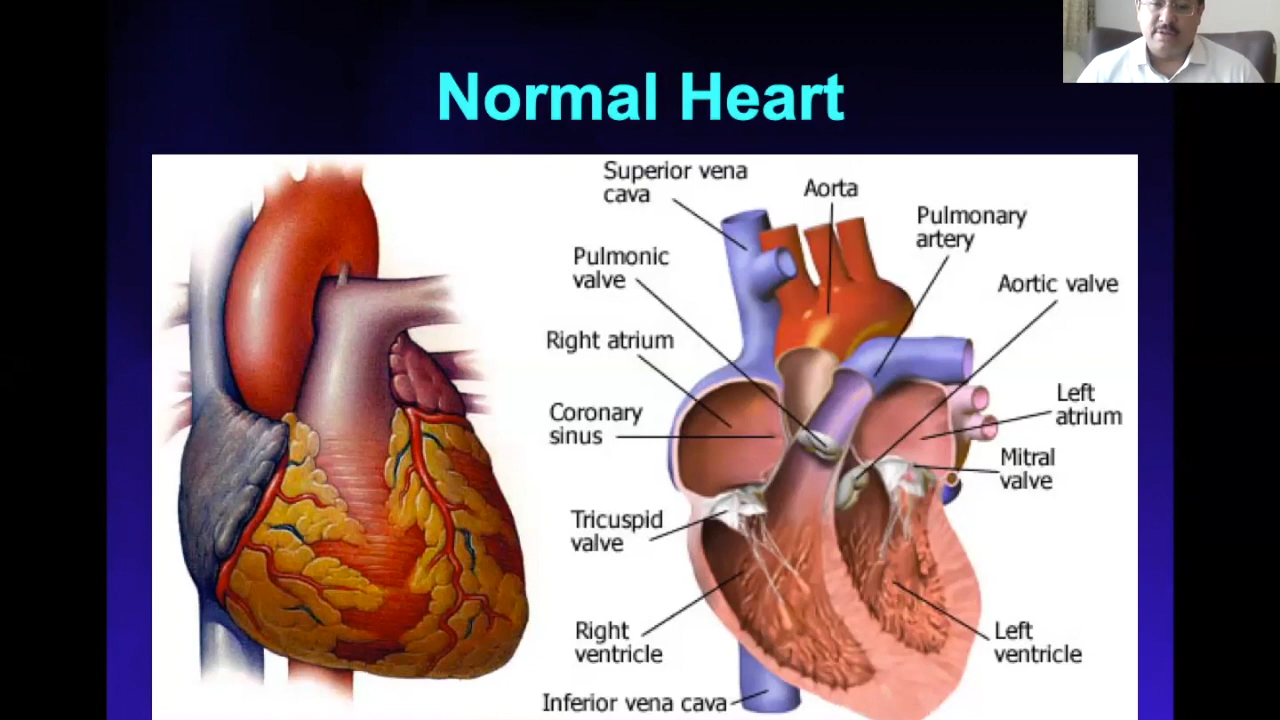 Normal Heart
Superior vena
cava
Aorta
Pulmonary
artery
Pulmonic
valve
Aortic valve
Right atrium
Left
atrium
Coronary
sinus
Mitral
valve
Tricuspid
valve
Right
ventricle
Left
ventricle
Inferior vena cava